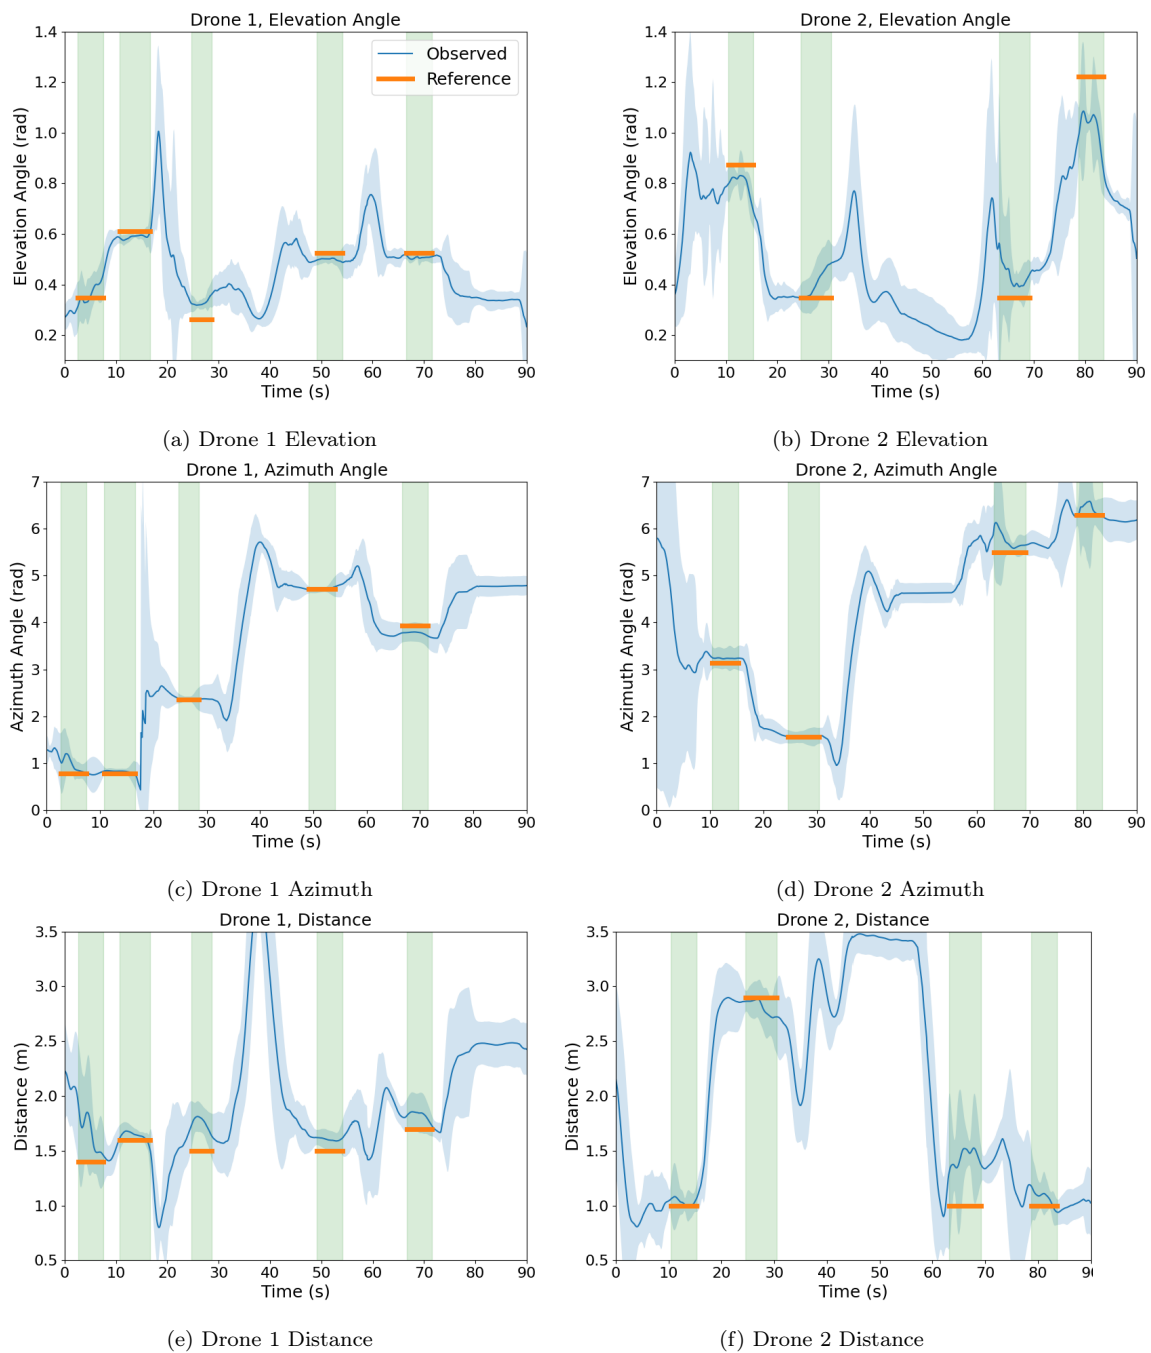 Drone 1, Elevation Angle
Elevation Angle (rad)
1.4
1.2
1.0
0.8
0.6
0.4
0.2
Observed
Reference
0 10 20 30 40 50 60 70 80 90
Time (s)
(a) Drone 1 Elevation
Drone 2, Elevation Angle
Elevation Angle (rad)
1.4
1.2
1.0
0.8
0.6
0.4
0.2
0 10 20 30 40 50 60 70 80 90
Time (s)
(b) Drone 2 Elevation
Drone 1, Azimuth Angle
Azimuth Angle (rad)
7
6
5
4
3
2
1
0
0 10 20 30 40 50 60 70 80 90
Time (s)
(c) Drone 1 Azimuth
Drone 2, Azimuth Angle
Azimuth Angle (rad)
7
6
5
4
3
2
1
0
0 10 20 30 40 50 60 70 80 90
Time (s)
(d) Drone 2 Azimuth
Drone 1, Distance
Distance (m)
3.5
3.0
2.5
2.0
1.5
1.0
0.5
0 10 20 30 40 50 60 70 80 90
Time (s)
(e) Drone 1 Distance
Drone 2, Distance
Distance (m)
3.5
3.0
2.5
2.0
1.5
1.0
0.5
0 10 20 30 40 50 60 70 80 90
Time (s)
(f) Drone 2 Distance